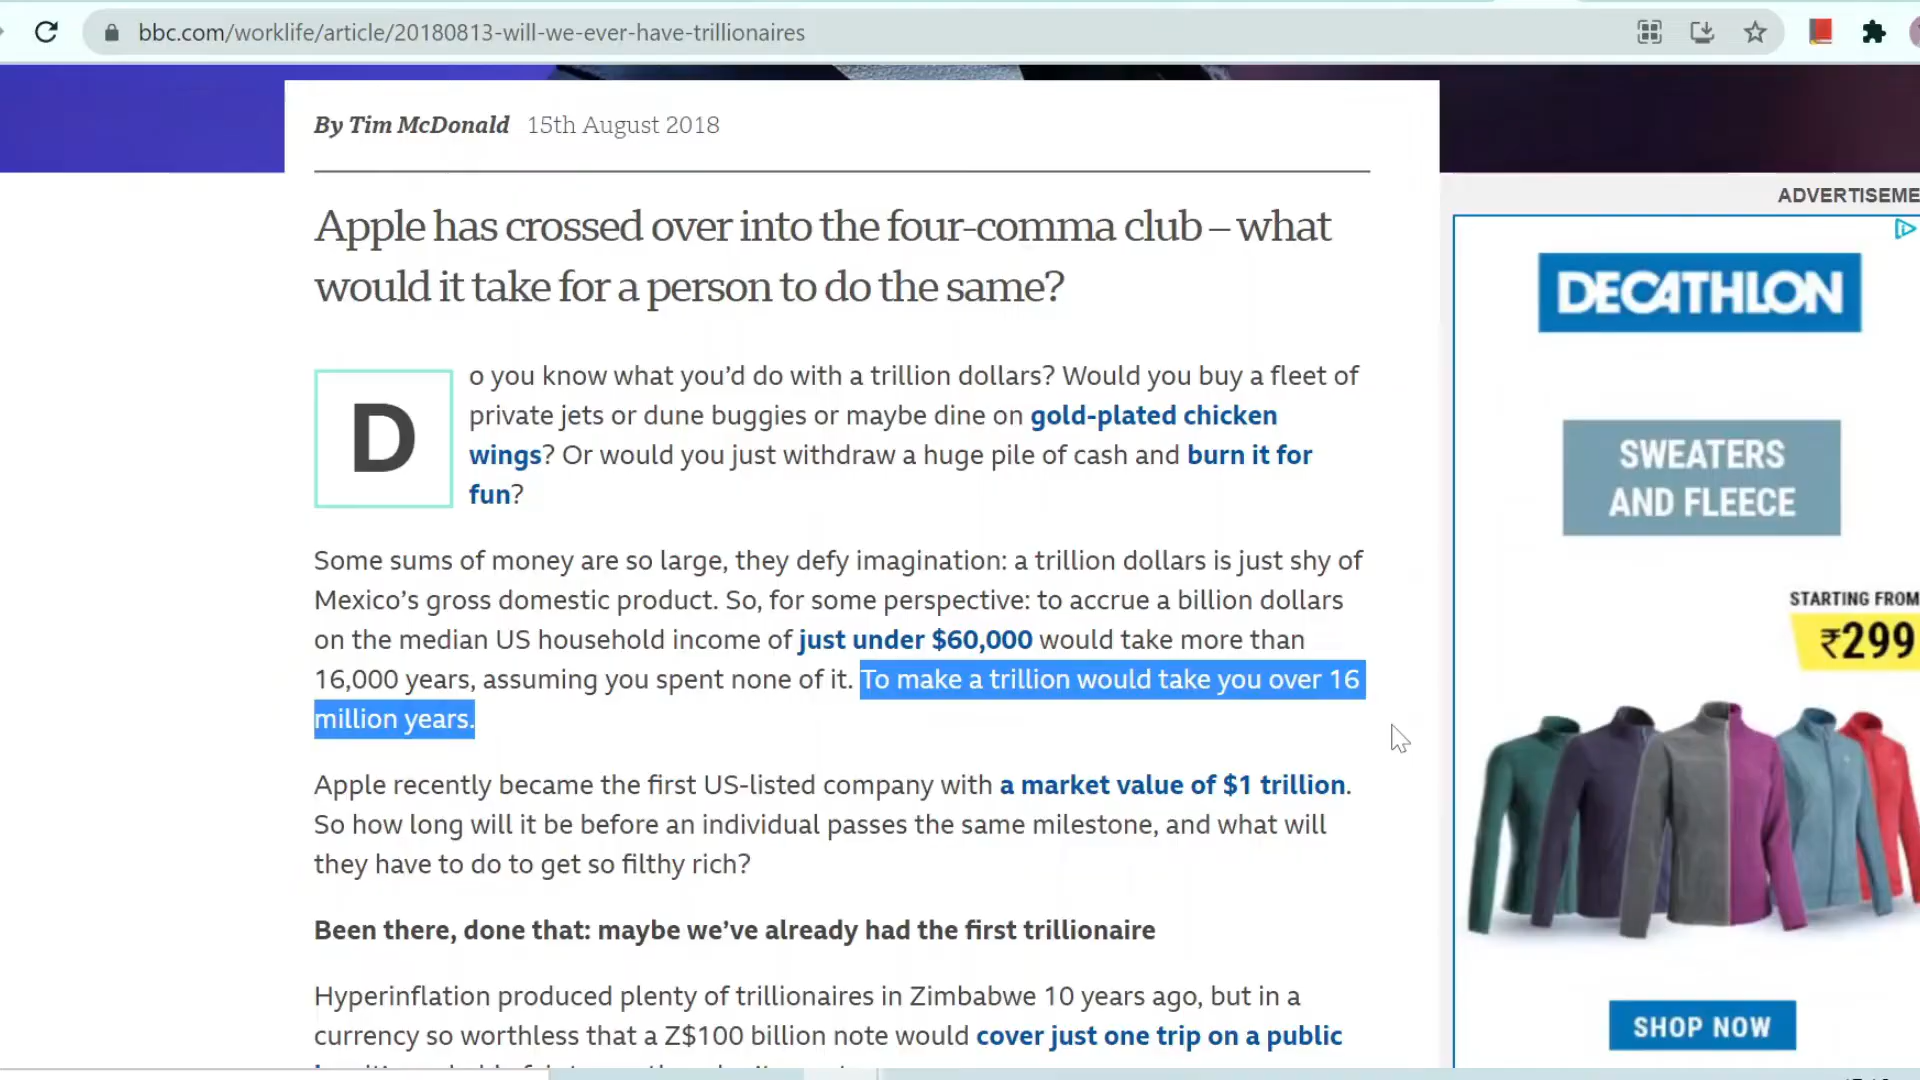 bbc.com/worklife/article/20180813-will-we-ever-have-trillionaires
By Tim McDonald 15th August 2018
Apple has crossed over into the four-comma club – what
would it take for a person to do the same?
Do you know what you’d do with a trillion dollars? Would you buy a fleet of
private jets or dune buggies or maybe dine on gold-plated chicken
wings? Or would you just withdraw a huge pile of cash and burn it for
fun?
Some sums of money are so large, they defy imagination: a trillion dollars is just shy of
Mexico’s gross domestic product. So, for some perspective: to accrue a billion dollars
on the median US household income of just under $60,000 would take more than
16,000 years, assuming you spent none of it. To make a trillion would take you over 16
million years.
Apple recently became the first US-listed company with a market value of $1 trillion.
So how long will it be before an individual passes the same milestone, and what will
they have to do to get so filthy rich?
Been there, done that: maybe we’ve already had the first trillionaire
Hyperinflation produced plenty of trillionaires in Zimbabwe 10 years ago, but in a
currency so worthless that a Z$100 billion note would cover just one trip on a public
ADVERTISEME
DECATHLON
SWEATERS
AND FLEECE
STARTING FROM
₹299
SHOP NOW